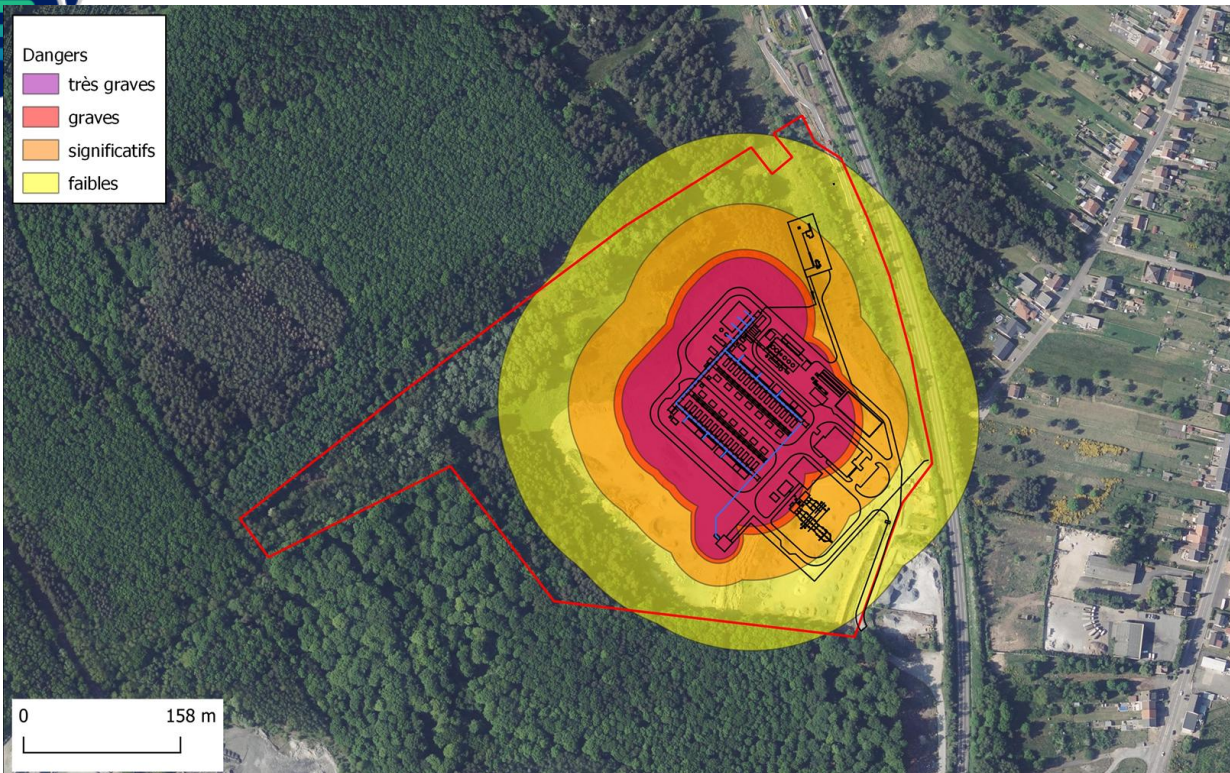 Dangers
très graves
graves
significatifs
faibles
0 158 m